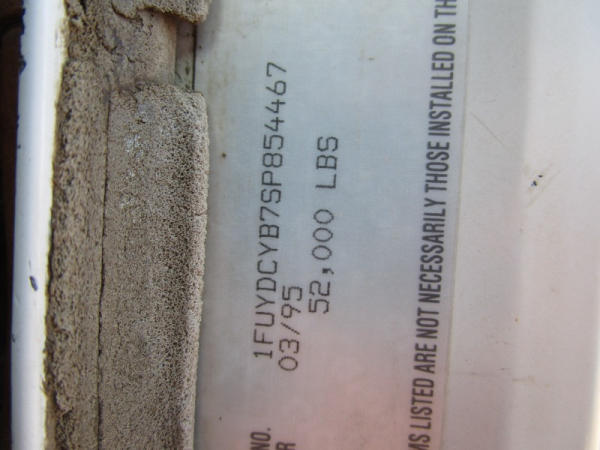 NO. 1FUYDCYB7SP854467
R 03/95
52,000 LBS
MS LISTED ARE NOT NECESSARILY THOSE INSTALLED ON TH